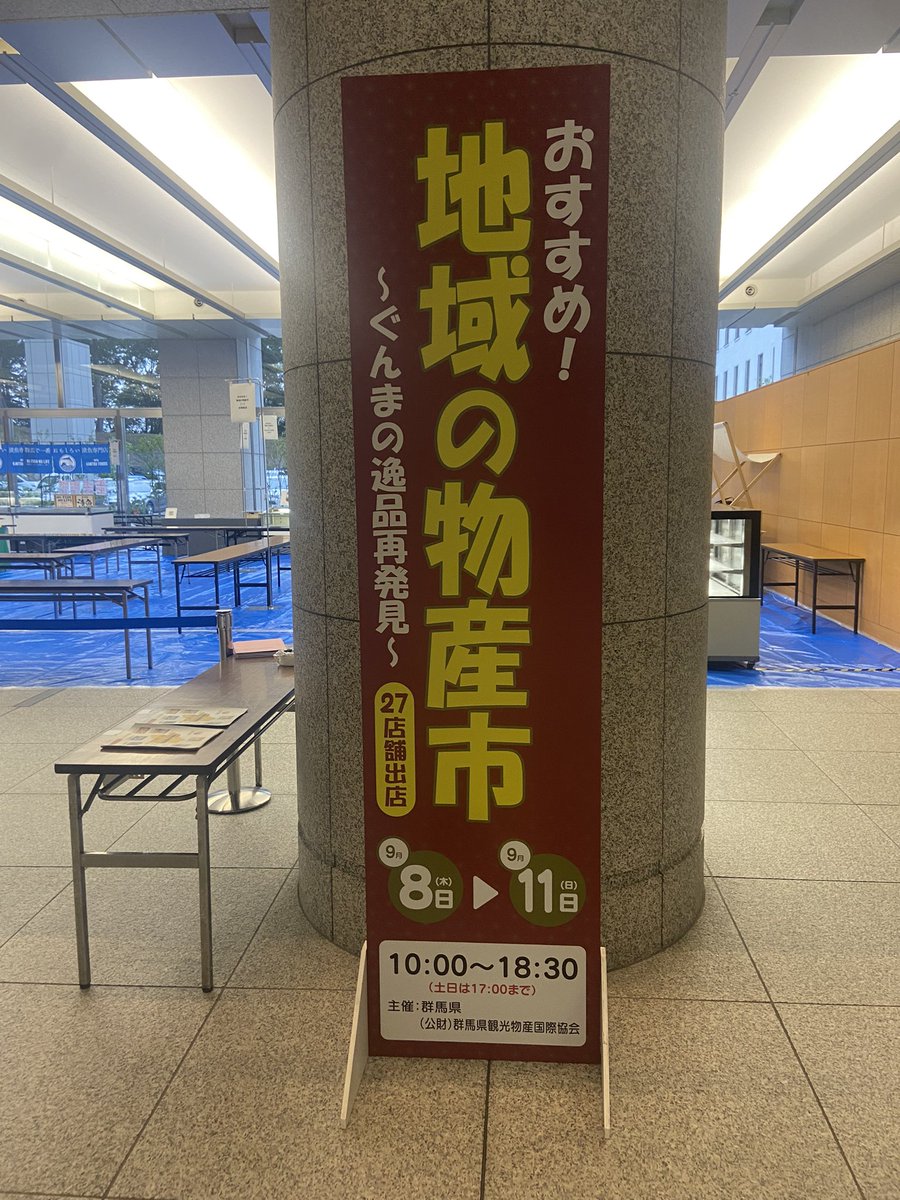 おすすめ!
地域の物産市
～ぐんまの逸品再発見～
27店舗出店
9月8日(木)▶9月11日(日)
10:00～18:30
(土日は17:00まで)
主催:群馬県
(公財)群馬県観光物産国際協会